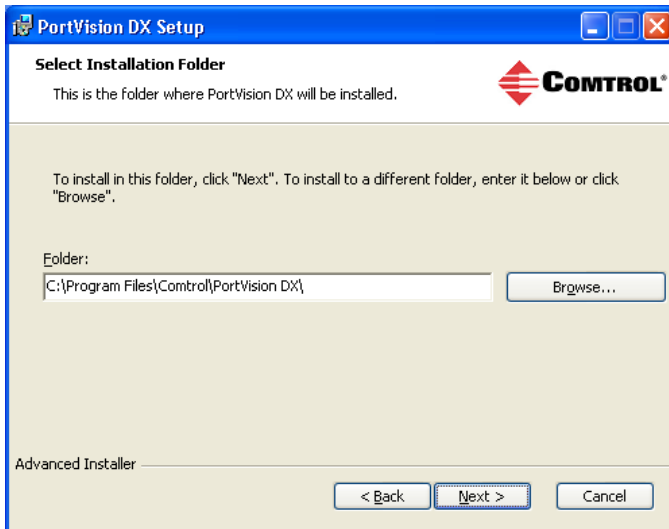 PortVision DX Setup
Select Installation Folder
This is the folder where PortVision DX will be installed.
COMTROL®
To install in this folder, click "Next". To install to a different folder, enter it below or click
"Browse".
Folder:
C:\Program Files\Comtrol\PortVision DX\
Browse...
Advanced Installer
< Back
Next >
Cancel